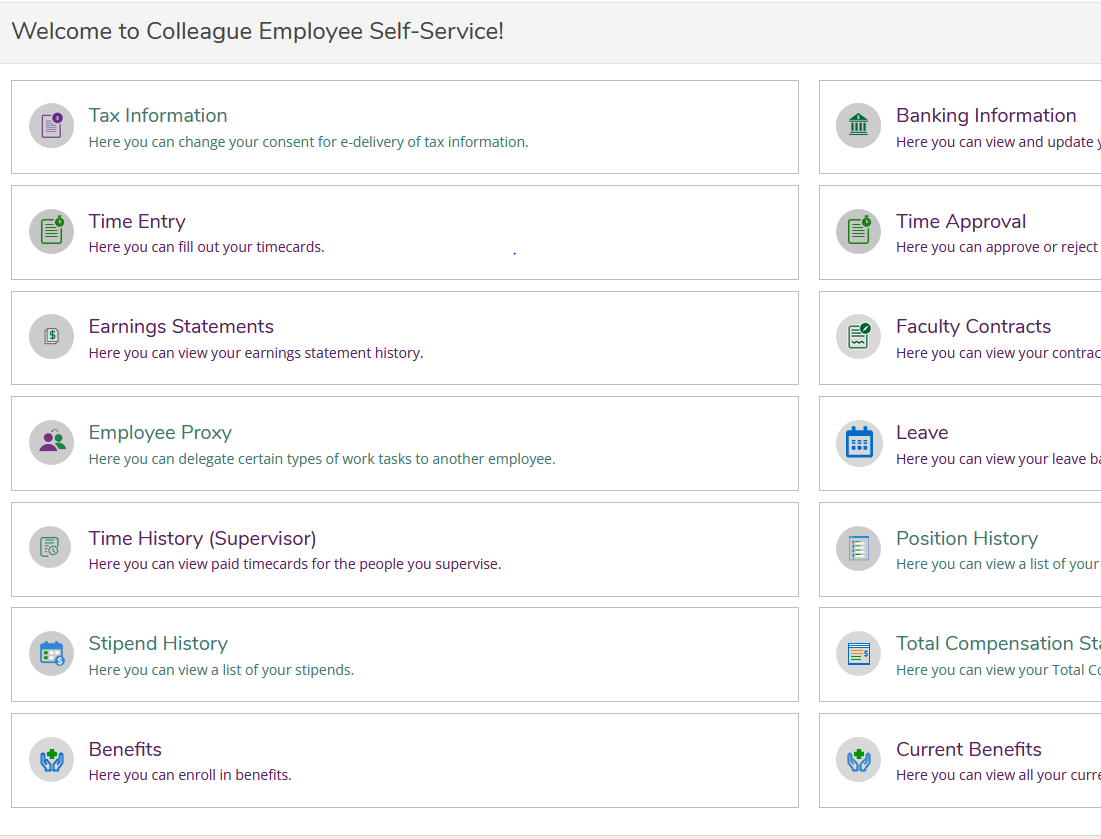 Welcome to Colleague Employee Self-Service!
Tax Information
Here you can change your consent for e-delivery of tax information.
Banking Information
Here you can view and update
Time Entry
Here you can fill out your timecards.
Time Approval
Here you can approve or reject
Earnings Statements
Here you can view your earnings statement history.
Faculty Contracts
Here you can view your contrac
Employee Proxy
Here you can delegate certain types of work tasks to another employee.
Leave
Here you can view your leave ba
Time History (Supervisor)
Here you can view paid timecards for the people you supervise.
Position History
Here you can view a list of your
Stipend History
Here you can view a list of your stipends.
Total Compensation Sta
Here you can view your Total Co
Benefits
Here you can enroll in benefits.
Current Benefits
Here you can view all your curre